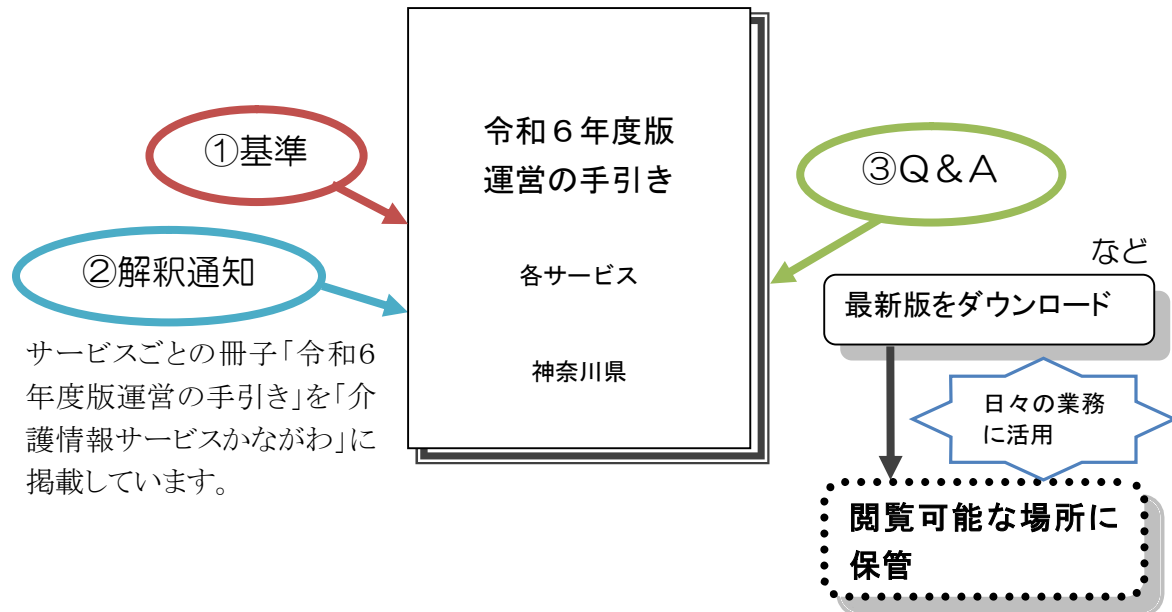 ①基準
②解釈通知
サービスごとの冊子「令和6
年度版運営の手引き」を「介
護情報サービスかながわ」に
掲載しています。
令和６年度版
運営の手引き
各サービス
神奈川県
③Ｑ＆Ａ
など
最新版をダウンロード
日々の業務
に活用
閲覧可能な場所に
保管